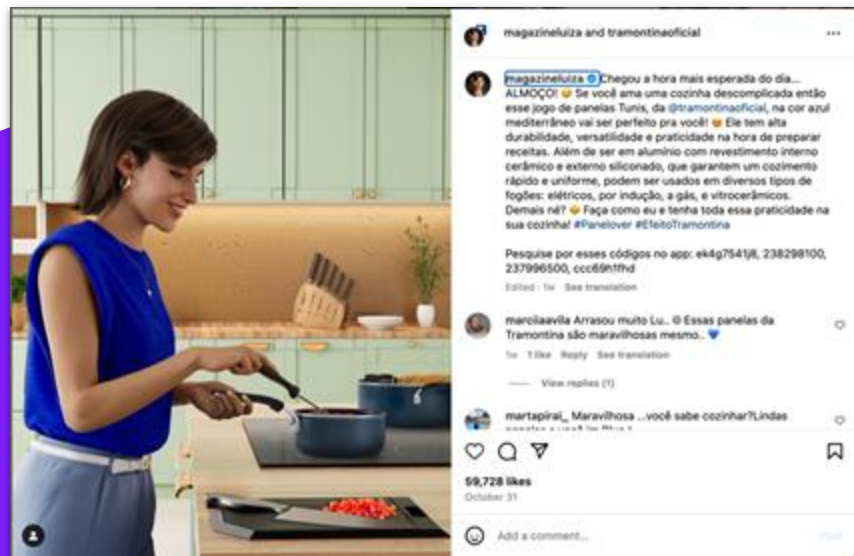 magazineluiza and tramontinaoficial
magazineluiza Chegou a hora mais esperada do dia...
ALMOÇO! 😉 Se você ama uma cozinha descomplicada então
esse jogo de panelas Tunis, da @tramontinaoficial, na cor azul
mediterrâneo vai ser perfeito pra você! 😍 Ele tem alta
durabilidade, versatilidade e praticidade na hora de preparar
receitas. Além de ser em alumínio com revestimento interno
cerâmico e externo siliconado, que garantem um cozimento
rápido e uniforme, podem ser usados em diversos tipos de
fogões: elétricos, por indução, a gás, e vitrocerâmicos.
Demais né? 😉 Faça como eu e tenha toda essa praticidade na
sua cozinha! #Panelover #EfeitoTramontina
Pesquise por esses códigos no app: ek4g7541j8, 238298100,
237996500, ccc69h1fhd
Edited · 1w See translation
marciiaavila Arrasou muito Lu.. Essas panelas da
Tramontina são maravilhosas mesmo.. 💙
1w 1 like Reply See translation
View replies (1)
martapirai_ Maravilhosa ...você sabe cozinhar?Lindas
59,728 likes
October 31
Add a comment...